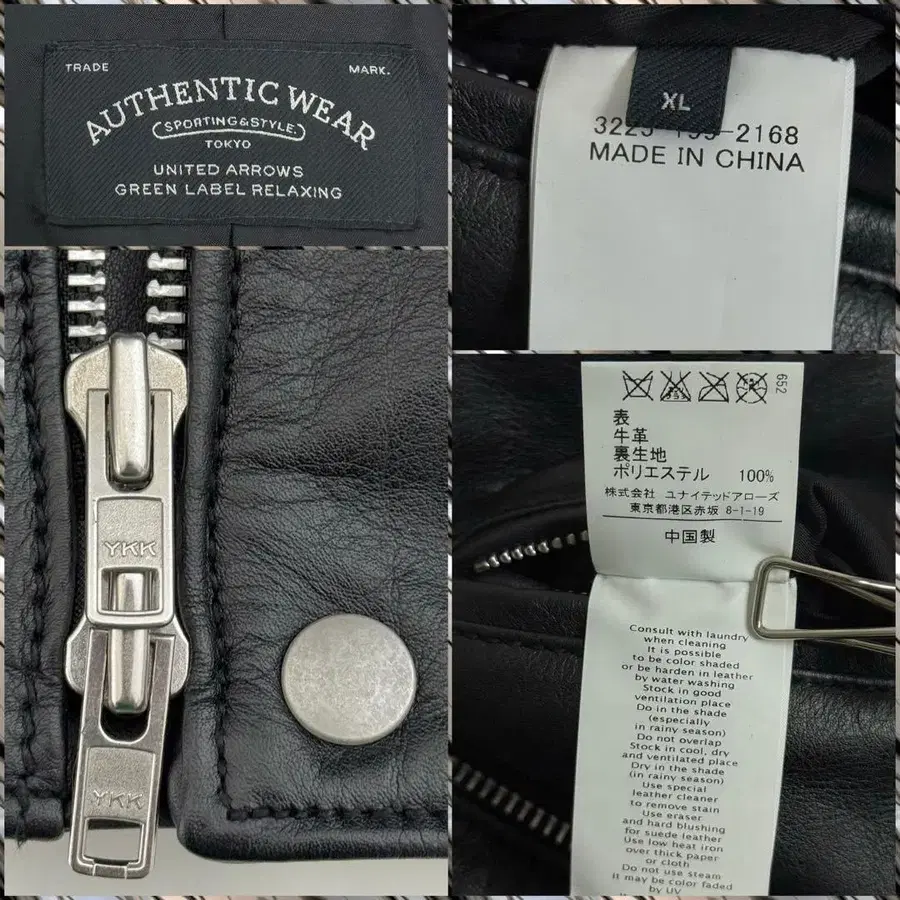 TRADE MARK.
AUTHENTIC WEAR
SPORTING&STYLE.
TOKYO
UNITED ARROWS
GREEN LABEL RELAXING
XL
2168
MADE IN CHINA
YKK
YKK
652
表
牛革
裏生地
ポリエステル 100%
株式会社 ユナイテッドアローズ
東京都港区赤坂 8-1-19
中国製
Consult with laundry
when cleaning
It is possible
to be color shaded
or be harden in leather
by water washing
Stock in good
ventilation place
Do in the shade
(especially
in rainy season)
Do not overlap
Stock in cool, dry
and ventilated place
Dry in the shade
(in rainy season)
Use special
leather cleaner
to remove stain
Use eraser
and hard blushing
for suede leather
Use low heat iron
over thick paper
or cloth
Do not use steam
It may be color faded
by UV